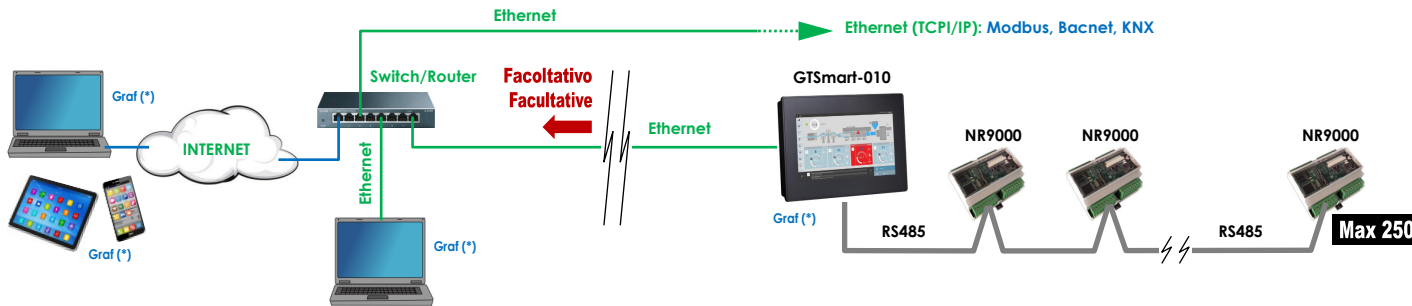 Ethernet
Ethernet (TCPI/IP): Modbus, Bacnet, KNX
Switch/Router
Facoltativo
Facultative
GTSmart-010
Graf (*)
Ethernet
NR9000
NR9000
NR9000
INTERNET
Ethernet
Graf (*)
RS485
RS485
Max 250
Graf (*)
Graf (*)